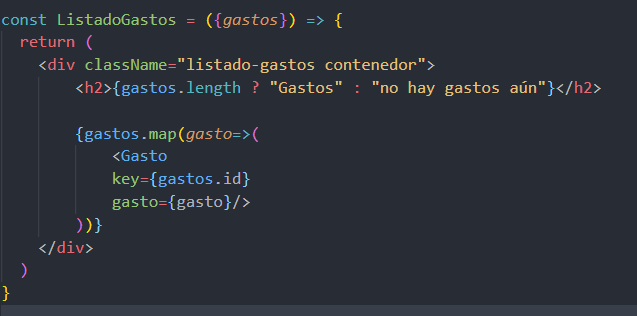 const ListadoGastos = ({gastos}) => {
return (
<div className="listado-gastos contenedor">
<h2>{gastos.length ? "Gastos" : "no hay gastos aún"}</h2>
{gastos.map(gasto=>(
<Gasto
key={gastos.id}
gasto={gasto}/>
))}
</div>
)
}